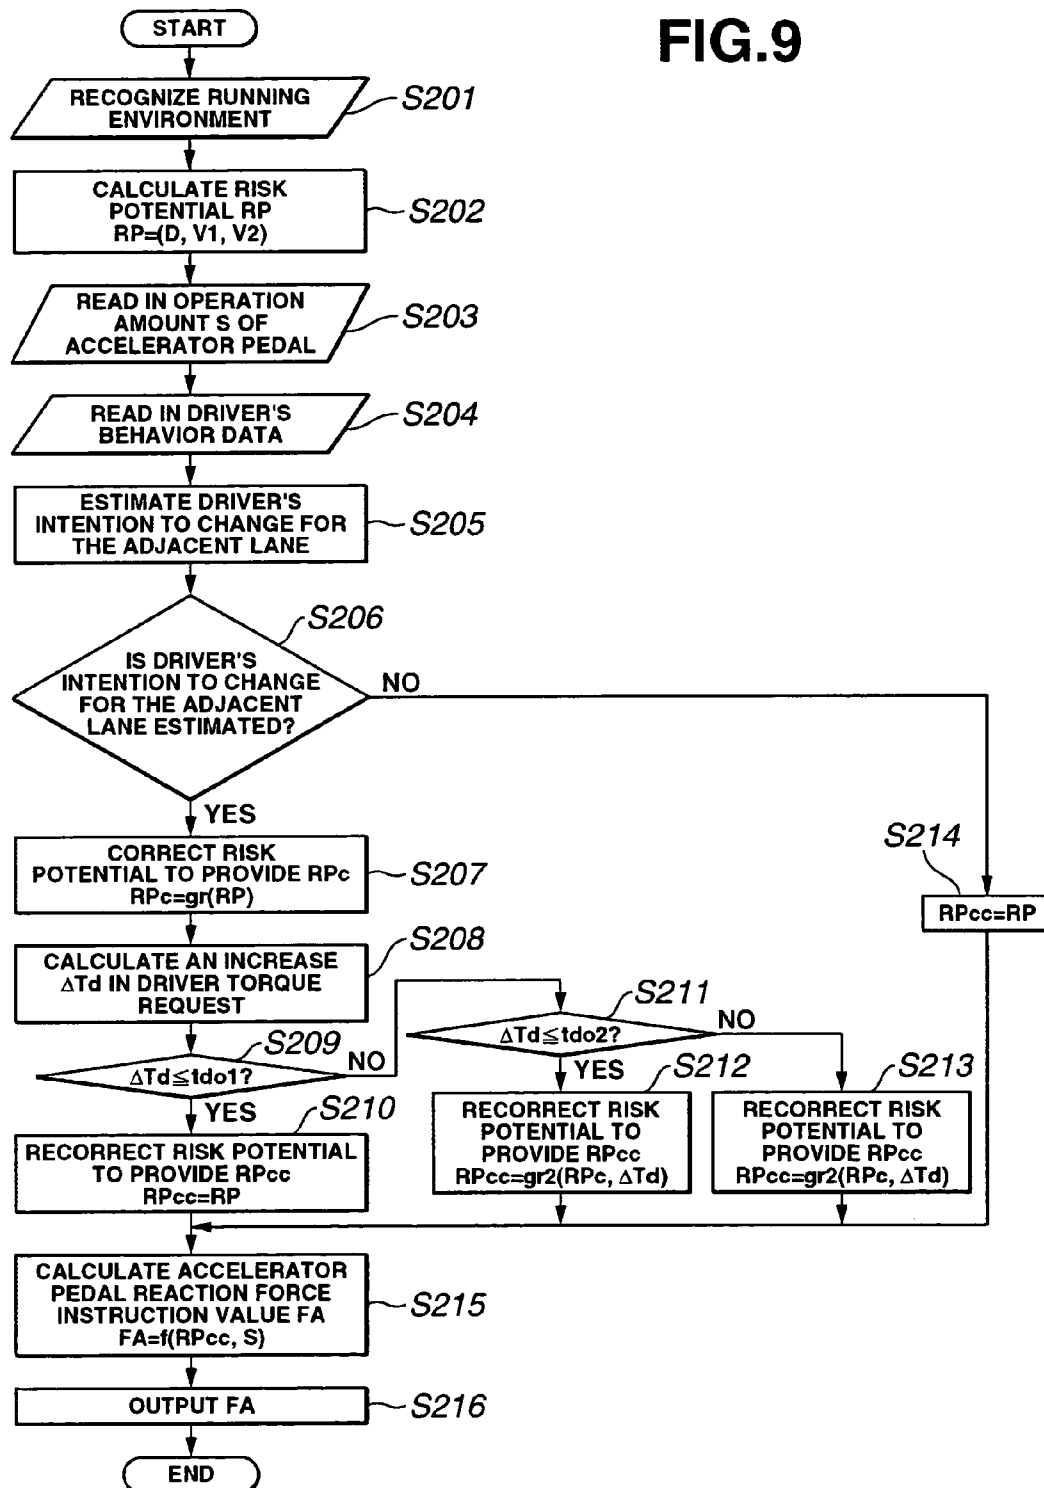 FIG.9
START
RECOGNIZE RUNNING
ENVIRONMENT
S201
CALCULATE RISK
POTENTIAL RP
RP=(D, V1, V2)
S202
READ IN OPERATION
AMOUNT S OF
ACCELERATOR PEDAL
S203
READ IN DRIVER'S
BEHAVIOR DATA
S204
ESTIMATE DRIVER'S
INTENTION TO CHANGE FOR
THE ADJACENT LANE
S205
S206
IS DRIVER'S
INTENTION TO CHANGE
FOR THE ADJACENT
LANE ESTIMATED?
NO
YES
CORRECT RISK
POTENTIAL TO PROVIDE RPc
RPc=gr(RP)
S207
S214
RPcc=RP
CALCULATE AN INCREASE
ΔTd IN DRIVER TORQUE
REQUEST
S208
S209
ΔTd≦tdo1?
NO
YES
S211
ΔTd≦tdo2?
NO
YES
S210
RECORRECT RISK POTENTIAL
TO PROVIDE RPcc
RPcc=RP
S212
RECORRECT RISK
POTENTIAL TO
PROVIDE RPcc
RPcc=gr2(RPc, ΔTd)
S213
RECORRECT RISK
POTENTIAL TO
PROVIDE RPcc
RPcc=gr2(RPc, ΔTd)
CALCULATE ACCELERATOR
PEDAL REACTION FORCE
INSTRUCTION VALUE FA
FA=f(RPcc, S)
S215
OUTPUT FA
S216
END